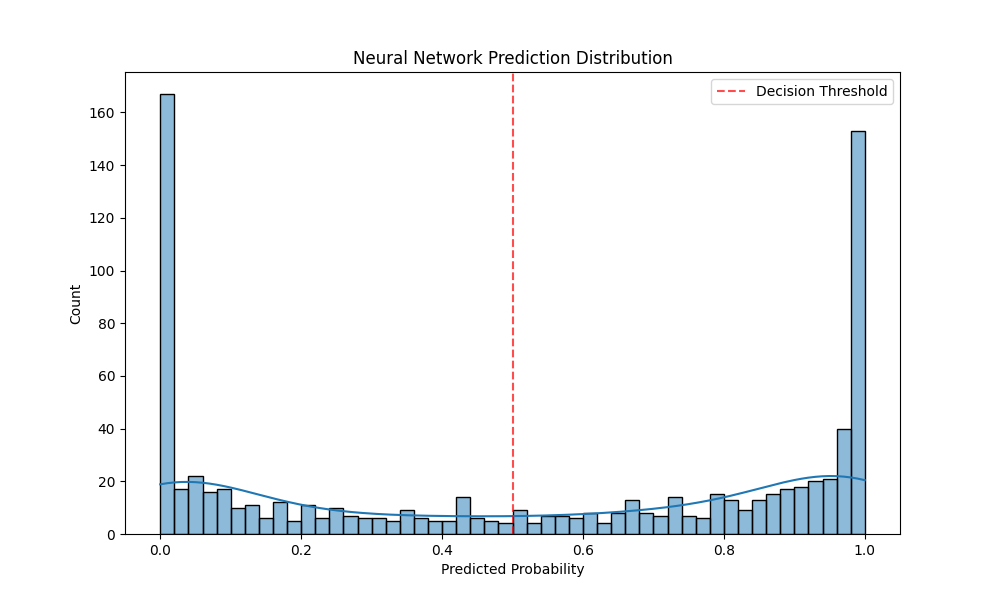 Neural Network Prediction Distribution
Decision Threshold
160
140
120
100
80
60
40
20
0
Count
0.0 0.2 0.4 0.6 0.8 1.0
Predicted Probability